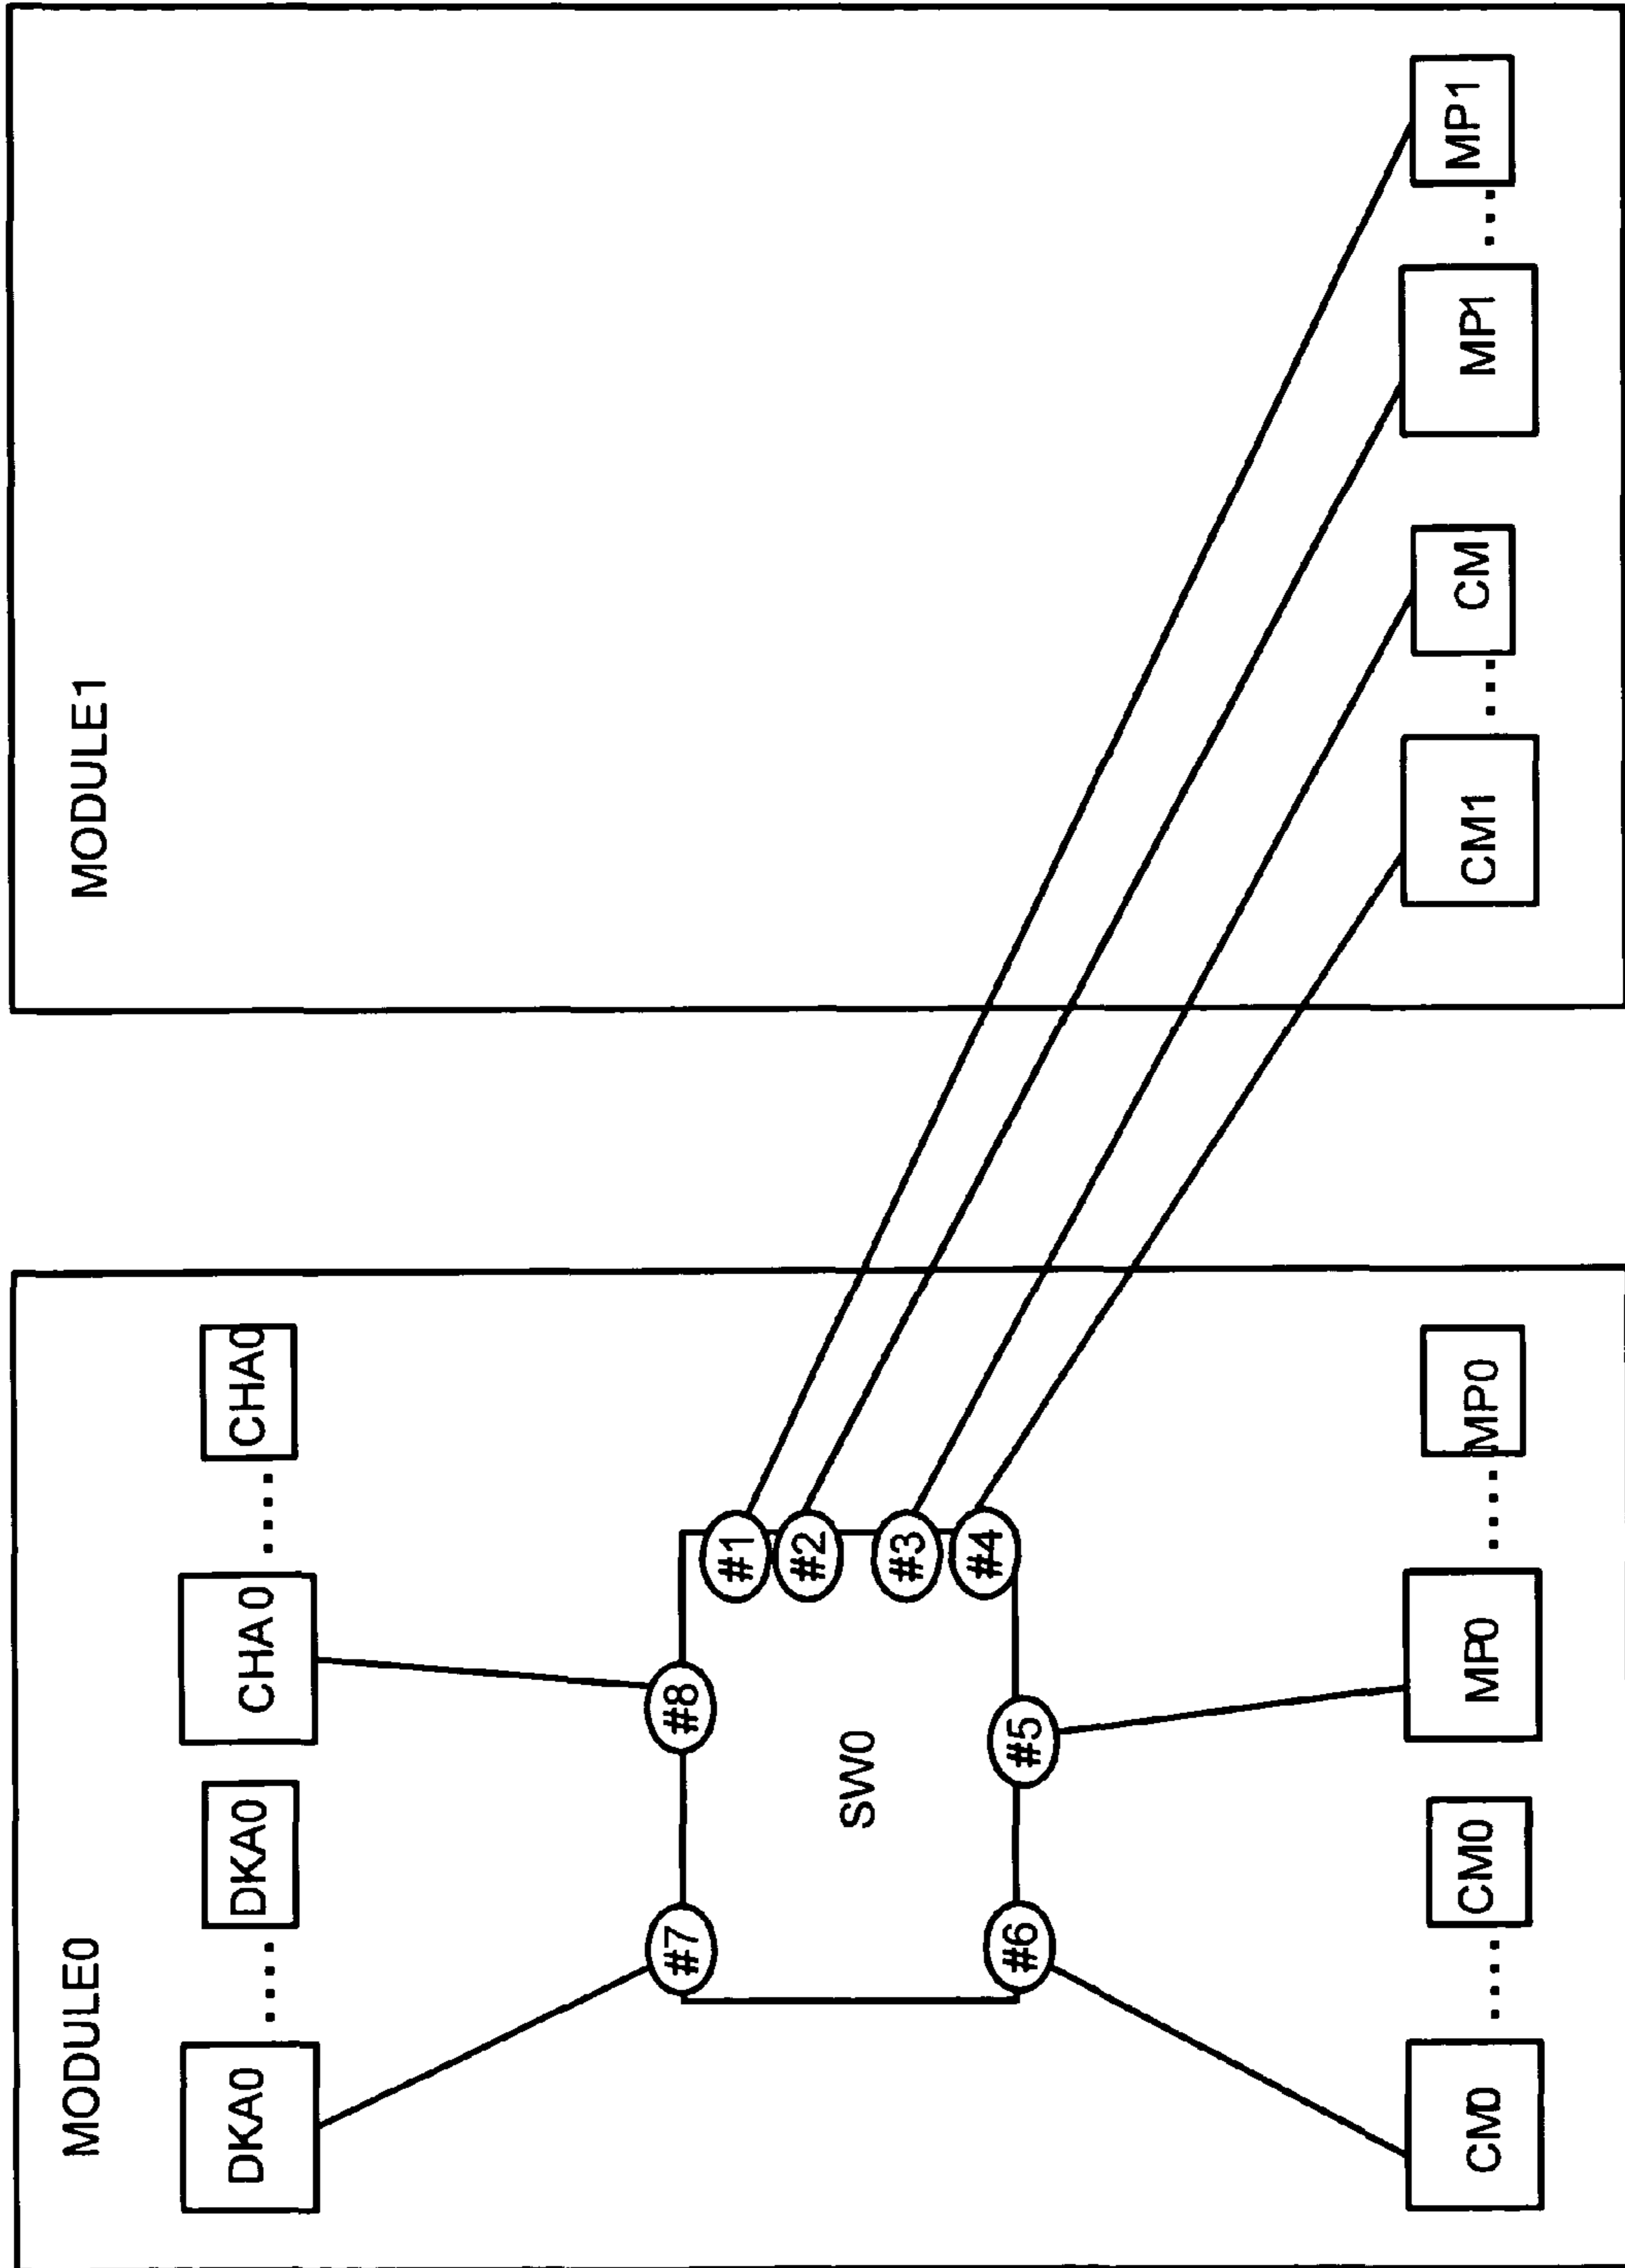 MODULE0
MODULE1
DKA0
DKA0
CHA0
CHA0
#7
#8
#1
#2
SW0
#3
#4
#6
#5
CM0
CM0
MP0
MP0
CM1
CM
MP1
MP1